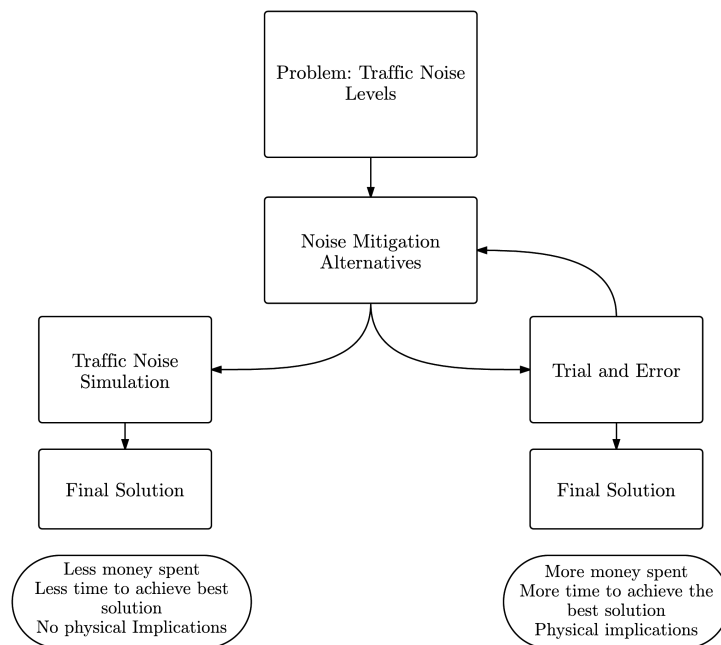 Problem: Traffic Noise
Levels
Noise Mitigation
Alternatives
Traffic Noise
Simulation
Trial and Error
Final Solution
Final Solution
Less money spent
Less time to achieve best
solution
No physical Implications
More money spent
More time to achieve the
best solution
Physical implications